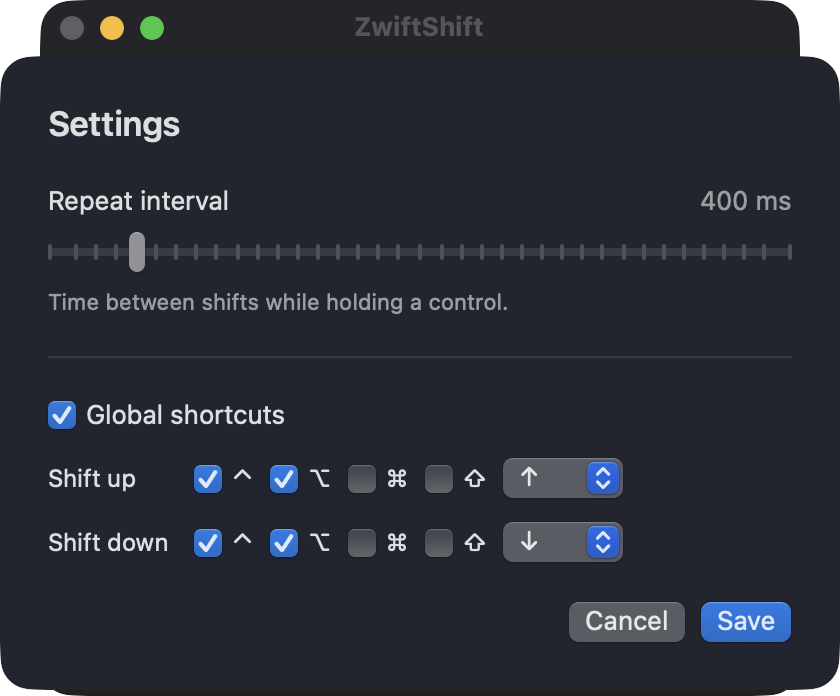 ZwiftShift
Settings
Repeat interval 400 ms
Time between shifts while holding a control.
Global shortcuts
Shift up ^ ⌥ ⌘ ⇧ ↑
Shift down ^ ⌥ ⌘ ⇧ ↓
Cancel Save